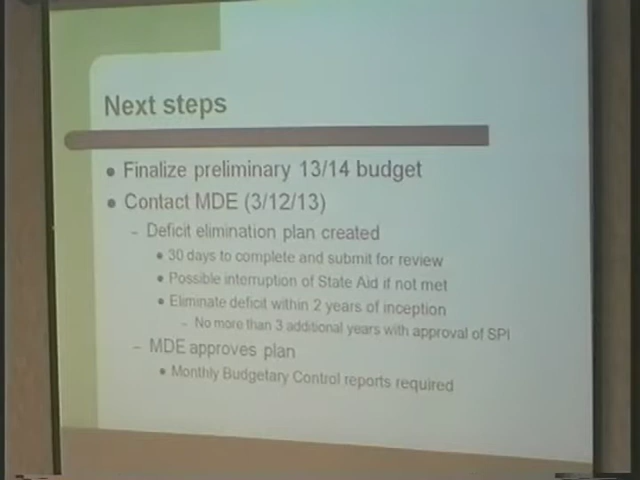 Next steps
● Finalize preliminary 13/14 budget
● Contact MDE (3/12/13)
– Deficit elimination plan created
● 30 days to complete and submit for review
● Possible interruption of State Aid if not met
● Eliminate deficit within 2 years of inception
– No more than 3 additional years with approval of SPI
– MDE approves plan
● Monthly Budgetary Control reports required